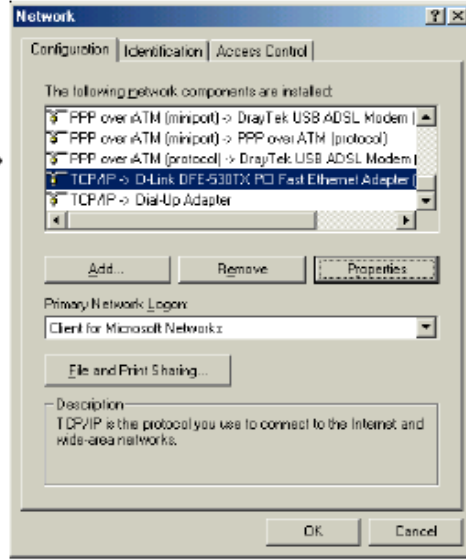 Network
Configuration Identification Access Control
The following network components are installed:
PPP over ATM (miniport) -> DrayTek USB ADSL Modem (
PPP over ATM (miniport) -> PPP over ATM (protocol)
PPP over ATM (protocol) -> DrayTek USB ADSL Modem (
TCP/IP -> D-Link DFE-530TX PCI Fast Ethernet Adapter (
TCP/IP -> Dial-Up Adapter
Add... Remove Properties
Primary Network Logon:
Client for Microsoft Networks
File and Print Sharing...
Description
TCP/IP is the protocol you use to connect to the Internet and
wide-area networks.
OK Cancel